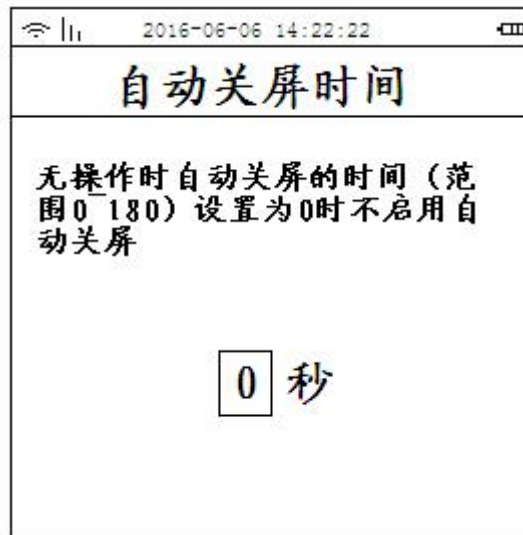 2016-06-06 14:22:22
自动关屏时间
无操作时自动关屏的时间（范
围0~180）设置为0时不启用自
动关屏
0 秒